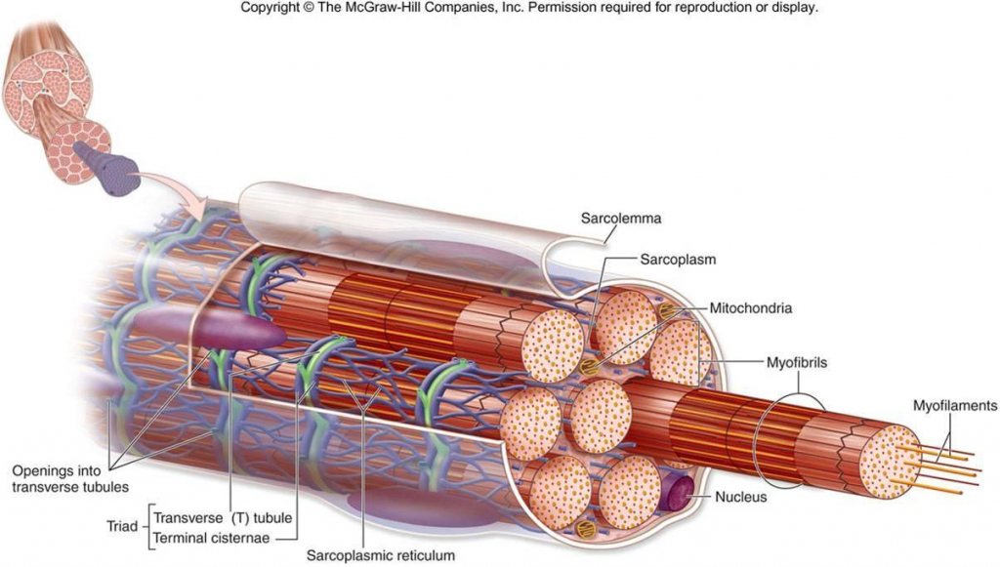 Copyright © The McGraw-Hill Companies, Inc. Permission required for reproduction or display.
Sarcolemma
Sarcoplasm
Mitochondria
Myofibrils
Myofilaments
Openings into
transverse tubules
Nucleus
Triad
Transverse (T) tubule
Terminal cisternae
Sarcoplasmic reticulum